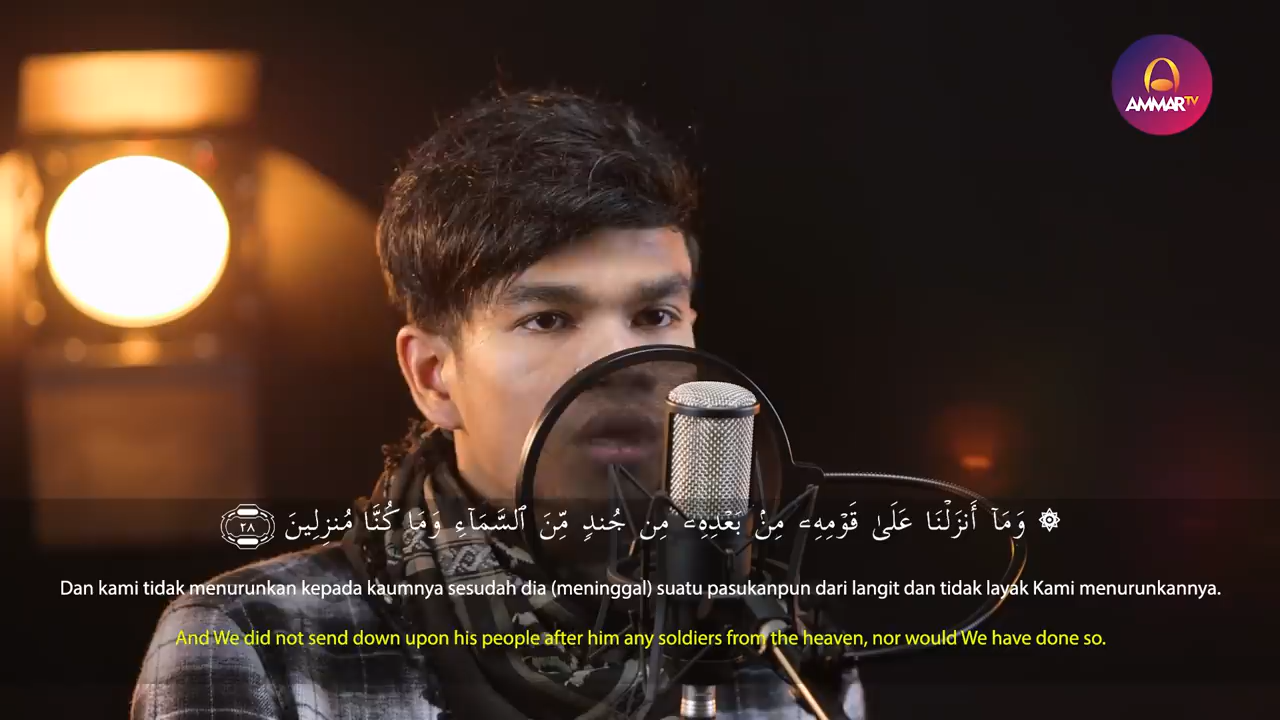 AMMAR TV
۞ وَمَآ أَنزَلْنَا عَلَىٰ قَوْمِهِۦ مِنۢ بَعْدِهِۦ مِن جُندٍ مِّنَ ٱلسَّمَآءِ وَمَا كُنَّا مُنزِلِينَ ٢٨
Dan kami tidak menurunkan kepada kaumnya sesudah dia (meninggal) suatu pasukanpun dari langit dan tidak layak Kami menurunkannya.
And We did not send down upon his people after him any soldiers from the heaven, nor would We have done so.